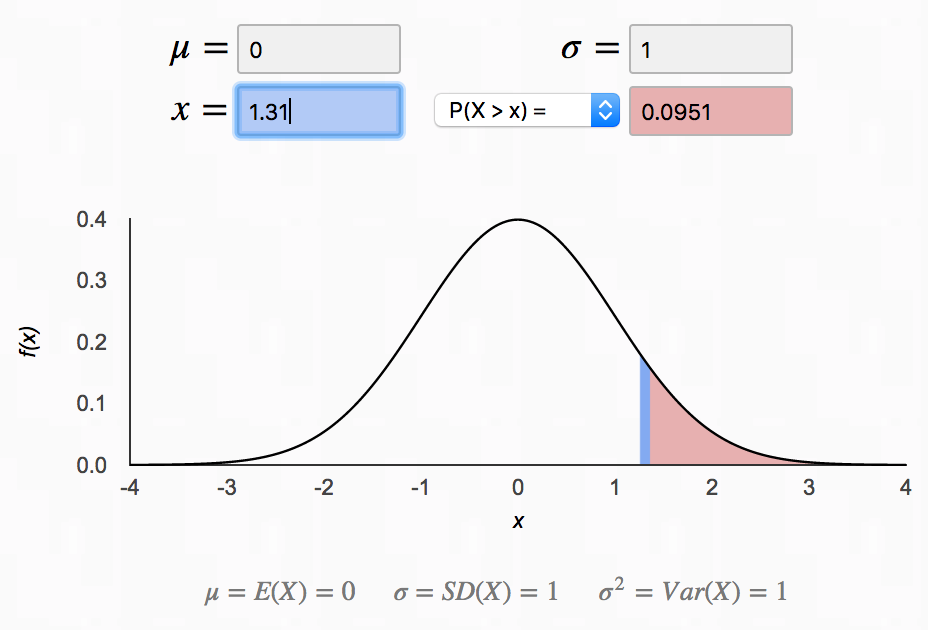 μ = 0 σ = 1
x = 1.31 P(X > x) = 0.0951
0.4
0.3
0.2
0.1
0.0
f(x)
-4 -3 -2 -1 0 1 2 3 4
x
μ = E(X) = 0 σ = SD(X) = 1 σ² = Var(X) = 1